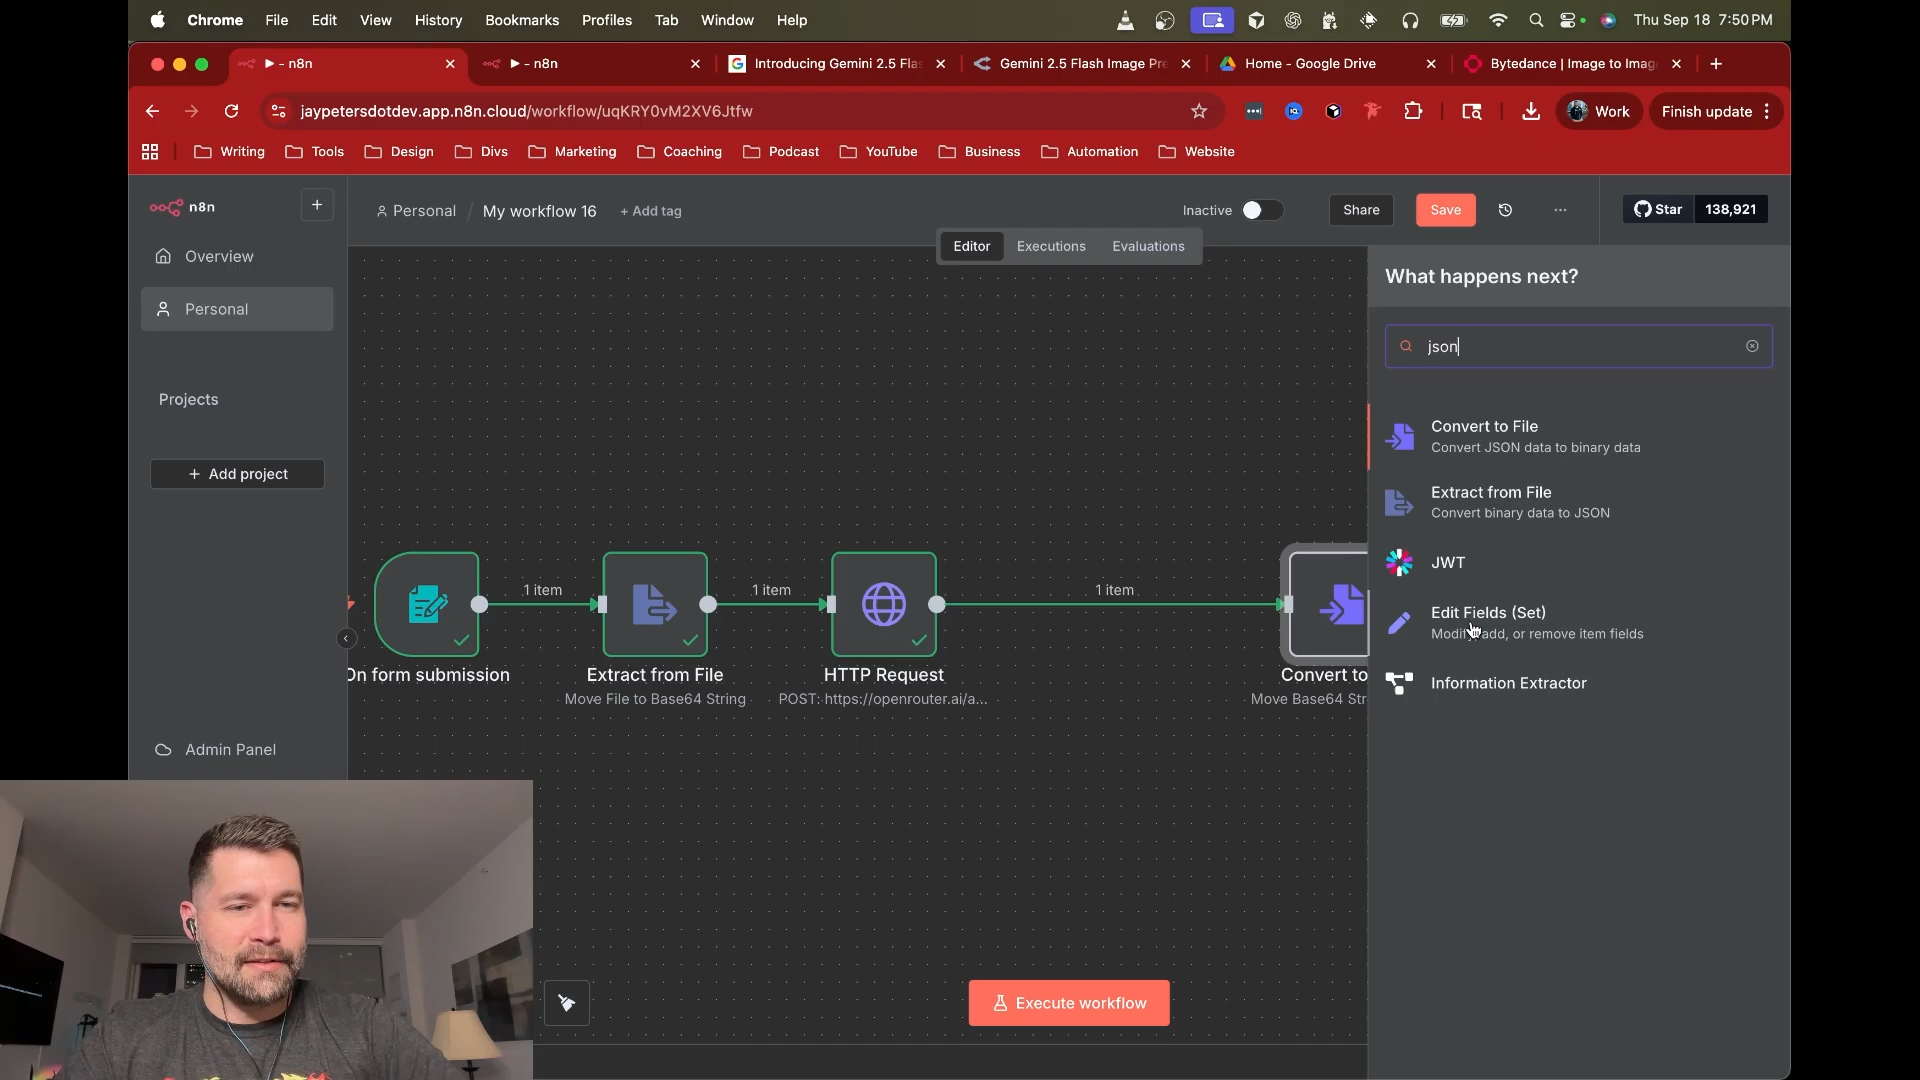 Chrome File Edit View History Bookmarks Profiles Tab Window Help Thu Sep 18 7:50 PM
- n8n
- n8n
Introducing Gemini 2.5 Fla
Gemini 2.5 Flash Image Pre
Home - Google Drive
Bytedance | Image to Imag
jaypetersdotdev.app.n8n.cloud/workflow/uqKRY0vM2XV6Jtfw
Work
Finish update
Writing Tools Design Divs Marketing Coaching Podcast YouTube Business Automation Website
n8n
+
Personal / My workflow 16 + Add tag
Inactive
Share
Save
...
Star 138,921
Editor Executions Evaluations
Overview
Personal
Projects
+ Add project
Admin Panel
What happens next?
json
Convert to File
Convert JSON data to binary data
Extract from File
Convert binary data to JSON
JWT
Edit Fields (Set)
Modify, add, or remove item fields
Information Extractor
1 item
1 item
1 item
On form submission
Extract from File
Move File to Base64 String
HTTP Request
POST: https://openrouter.ai/a...
Convert to
Move Base64 Str
Execute workflow